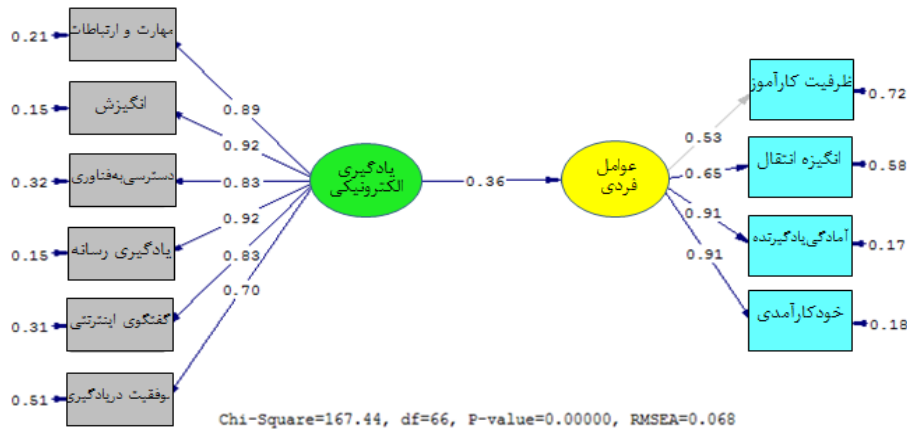 0.21
مهارت و ارتباطات
0.89
0.15
انگیزش
0.92
0.32
دسترسی‌به‌فناوری
0.83
0.15
یادگیری رسانه
0.92
0.31
گفتگوی اینترتتی
0.83
0.51
موفقیت دریادگیری
0.70
یادگیری
الکترونیکی
0.36
عوامل
فردی
0.53
ظرفیت کارآموز
0.72
0.65
انگیزه انتقال
0.58
0.91
آمادگی‌یادگیرتده
0.17
0.91
خودکارآمدی
0.18
Chi-Square=167.44, df=66, P-value=0.00000, RMSEA=0.068